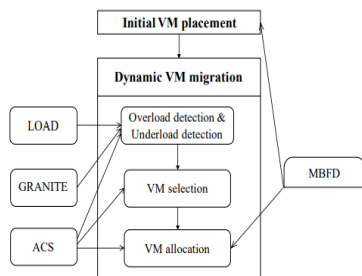 Initial VM placement
Dynamic VM migration
LOAD
Overload detection &
Underload detection
GRANITE
VM selection
MBFD
ACS
VM allocation